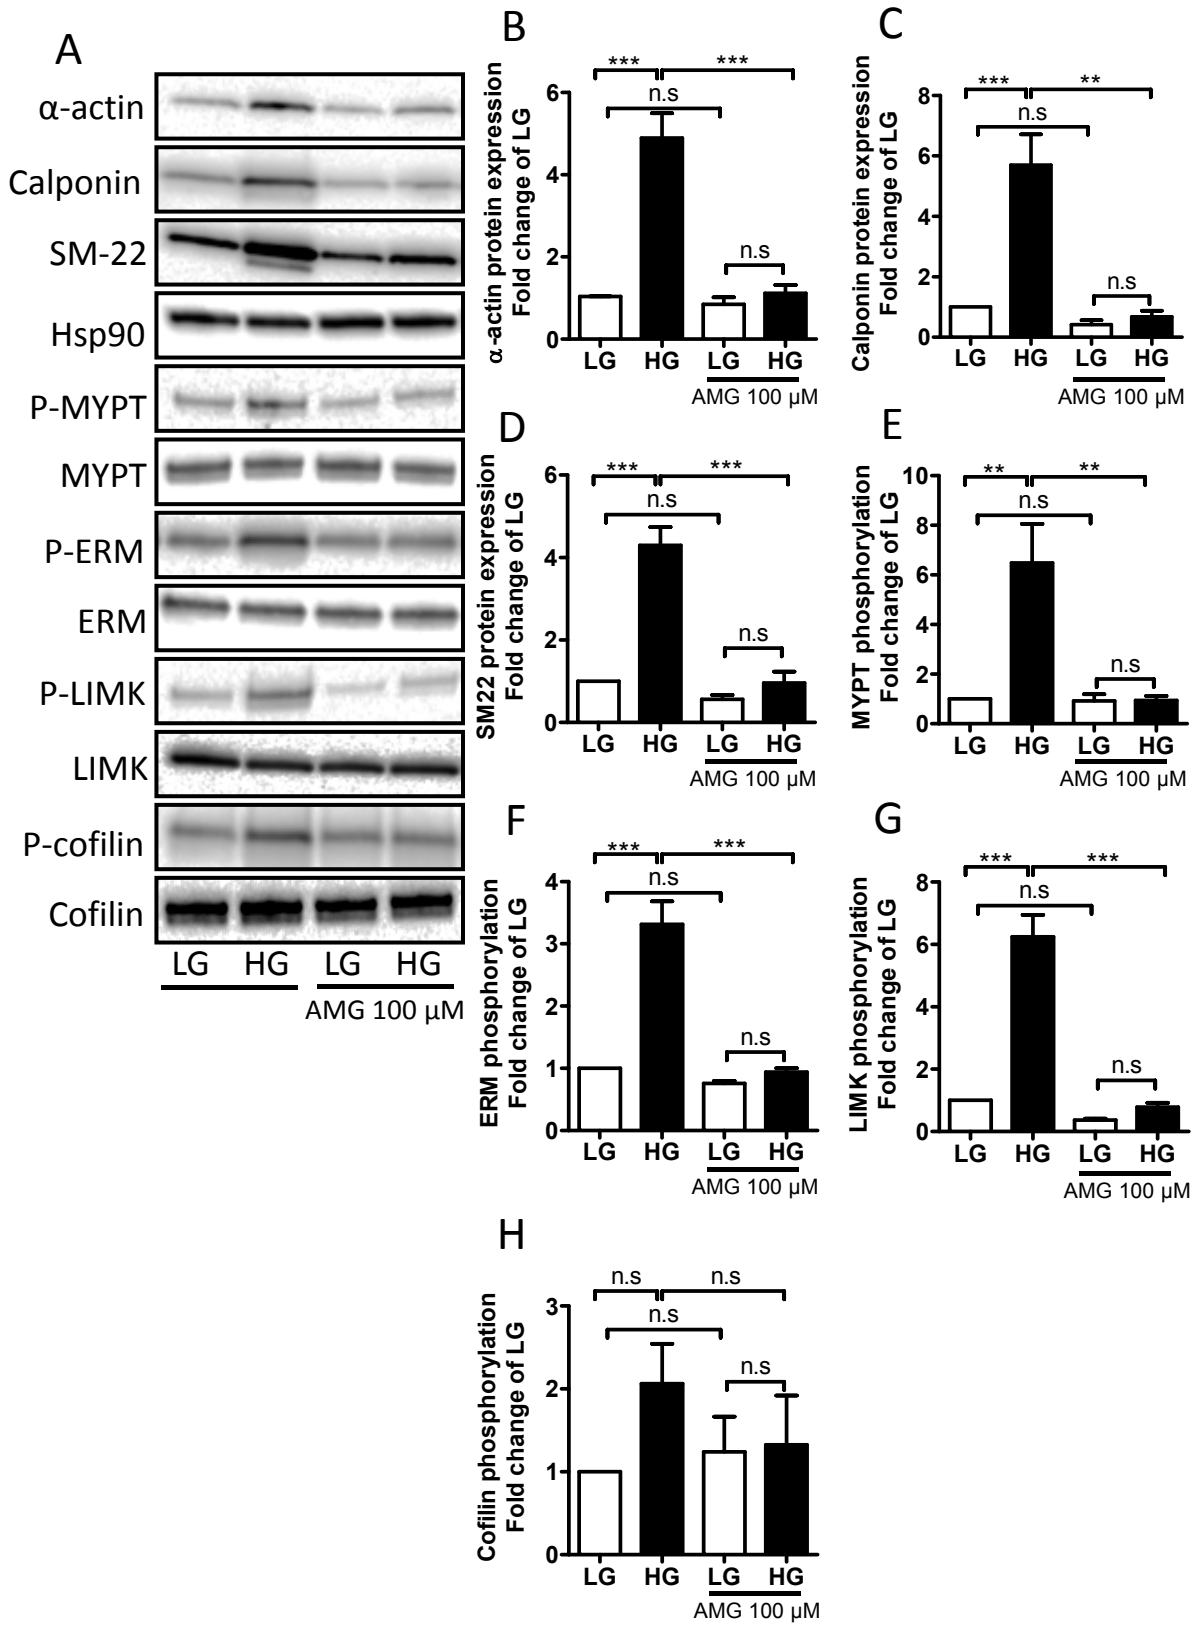 A
α-actin
Calponin
SM-22
Hsp90
P-MYPT
MYPT
P-ERM
ERM
P-LIMK
LIMK
P-cofilin
Cofilin
LG HG LG HG
AMG 100 μM
B
α-actin protein expression
Fold change of LG
6
4
2
0
***
***
n.s
n.s
LG HG LG HG
AMG 100 μM
C
Calponin protein expression
Fold change of LG
8
6
4
2
0
***
**
n.s
n.s
LG HG LG HG
AMG 100 μM
D
SM22 protein expression
Fold change of LG
6
4
2
0
***
***
n.s
n.s
LG HG LG HG
AMG 100 μM
E
MYPT phosphorylation
Fold change of LG
10
8
6
4
2
0
**
**
n.s
n.s
LG HG LG HG
AMG 100 μM
F
ERM phosphorylation
Fold change of LG
4
3
2
1
0
***
***
n.s
n.s
LG HG LG HG
AMG 100 μM
G
LIMK phosphorylation
Fold change of LG
8
6
4
2
0
***
***
n.s
n.s
LG HG LG HG
AMG 100 μM
H
Cofilin phosphorylation
Fold change of LG
3
2
1
0
n.s
n.s
n.s
n.s
LG HG LG HG
AMG 100 μM